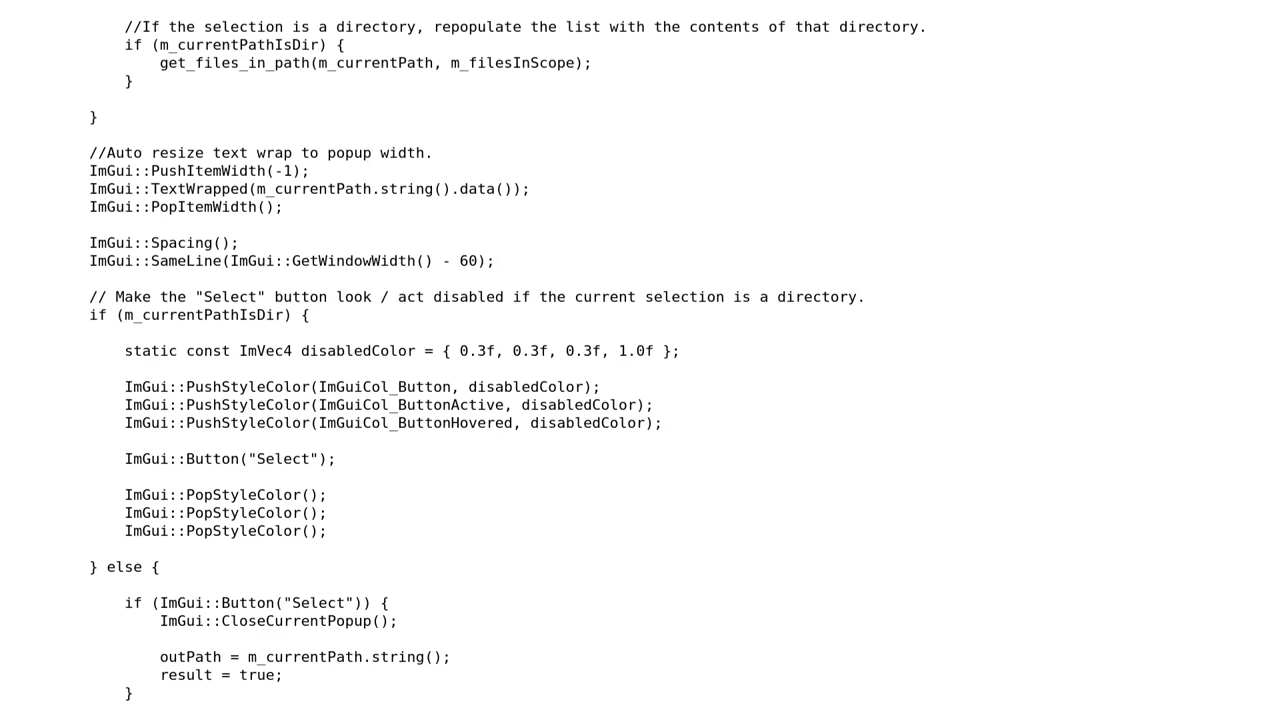 //If the selection is a directory, repopulate the list with the contents of that directory.
if (m_currentPathIsDir) {
get_files_in_path(m_currentPath, m_filesInScope);
}
}
//Auto resize text wrap to popup width.
ImGui::PushItemWidth(-1);
ImGui::TextWrapped(m_currentPath.string().data());
ImGui::PopItemWidth();
ImGui::Spacing();
ImGui::SameLine(ImGui::GetWindowWidth() - 60);
// Make the "Select" button look / act disabled if the current selection is a directory.
if (m_currentPathIsDir) {
static const ImVec4 disabledColor = { 0.3f, 0.3f, 0.3f, 1.0f };
ImGui::PushStyleColor(ImGuiCol_Button, disabledColor);
ImGui::PushStyleColor(ImGuiCol_ButtonActive, disabledColor);
ImGui::PushStyleColor(ImGuiCol_ButtonHovered, disabledColor);
ImGui::Button("Select");
ImGui::PopStyleColor();
ImGui::PopStyleColor();
ImGui::PopStyleColor();
} else {
if (ImGui::Button("Select")) {
ImGui::CloseCurrentPopup();
outPath = m_currentPath.string();
result = true;
}